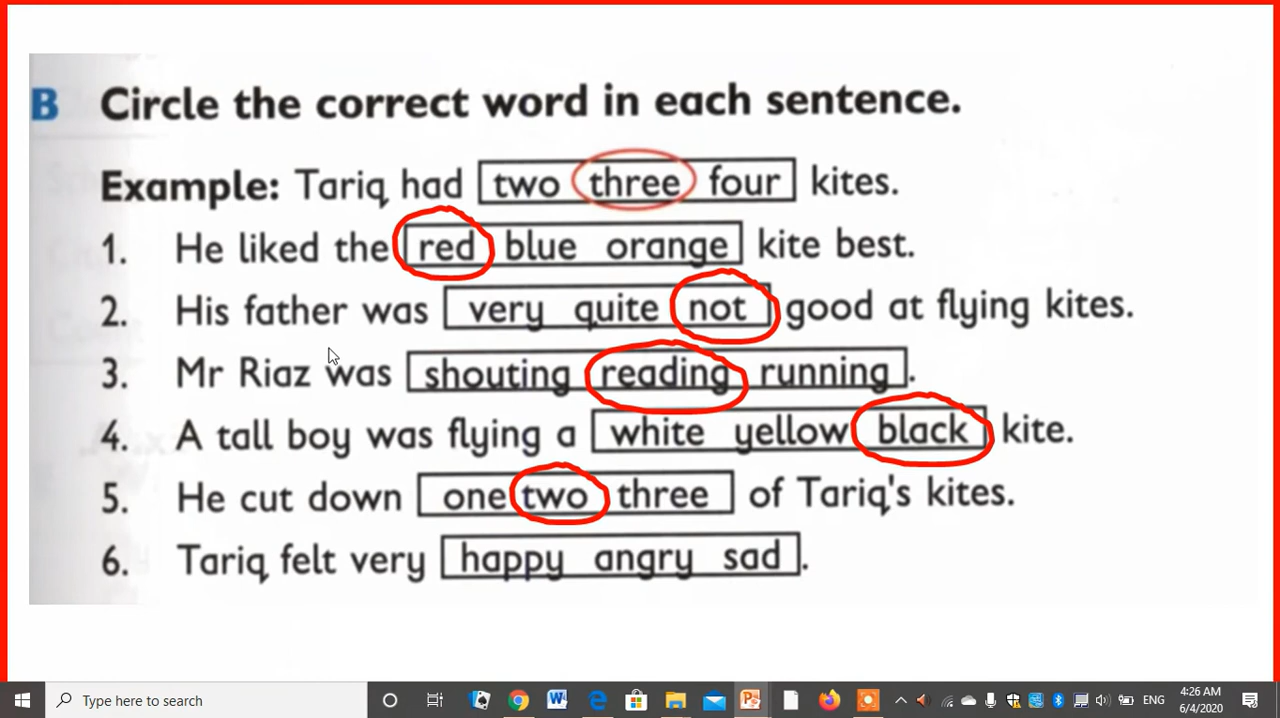 B Circle the correct word in each sentence.
Example: Tariq had two three four kites.
1. He liked the red blue orange kite best.
2. His father was very quite not good at flying kites.
3. Mr Riaz was shouting reading running.
4. A tall boy was flying a white yellow black kite.
5. He cut down one two three of Tariq's kites.
6. Tariq felt very happy angry sad.
Type here to search
ENG
4:26 AM
6/4/2020